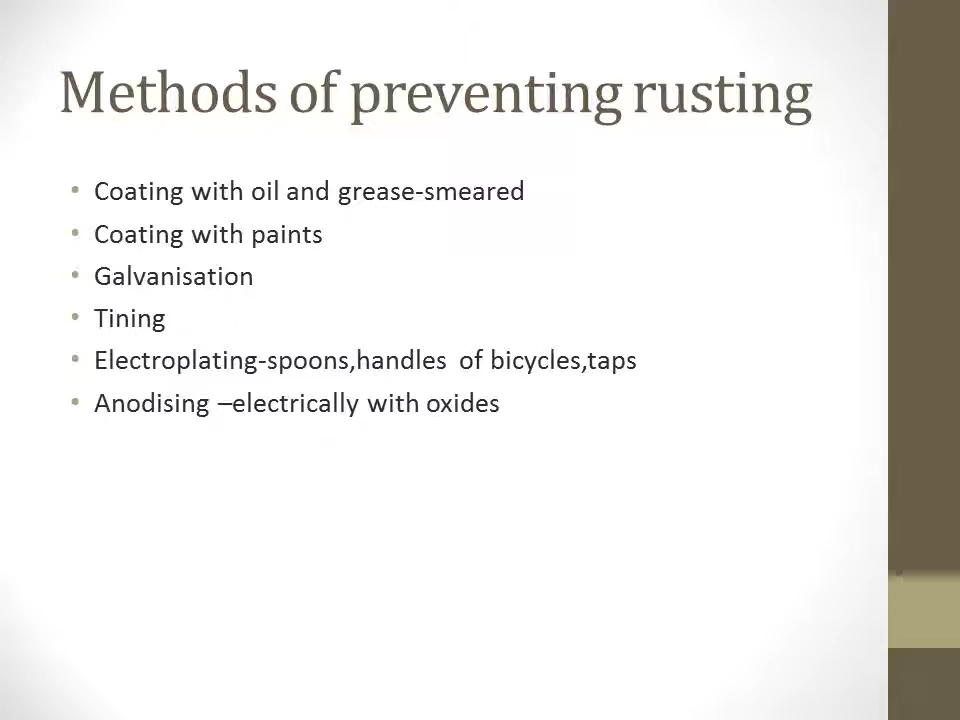 Methods of preventing rusting
• Coating with oil and grease-smeared
• Coating with paints
• Galvanisation
• Tining
• Electroplating-spoons,handles of bicycles,taps
• Anodising –electrically with oxides